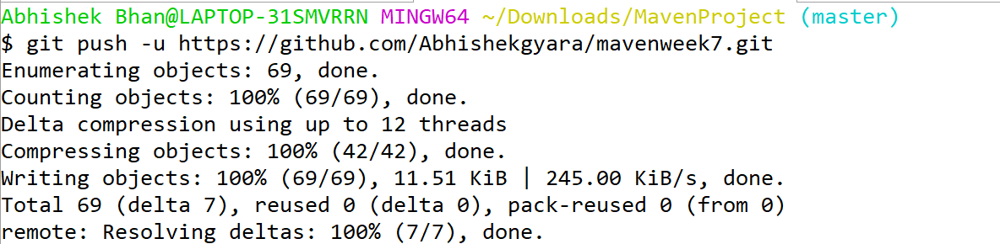 Abhishek Bhan@LAPTOP-31SMVRRN MINGW64 ~/Downloads/MavenProject (master)
$ git push -u https://github.com/Abhishekgyara/mavenweek7.git
Enumerating objects: 69, done.
Counting objects: 100% (69/69), done.
Delta compression using up to 12 threads
Compressing objects: 100% (42/42), done.
Writing objects: 100% (69/69), 11.51 KiB | 245.00 KiB/s, done.
Total 69 (delta 7), reused 0 (delta 0), pack-reused 0 (from 0)
remote: Resolving deltas: 100% (7/7), done.